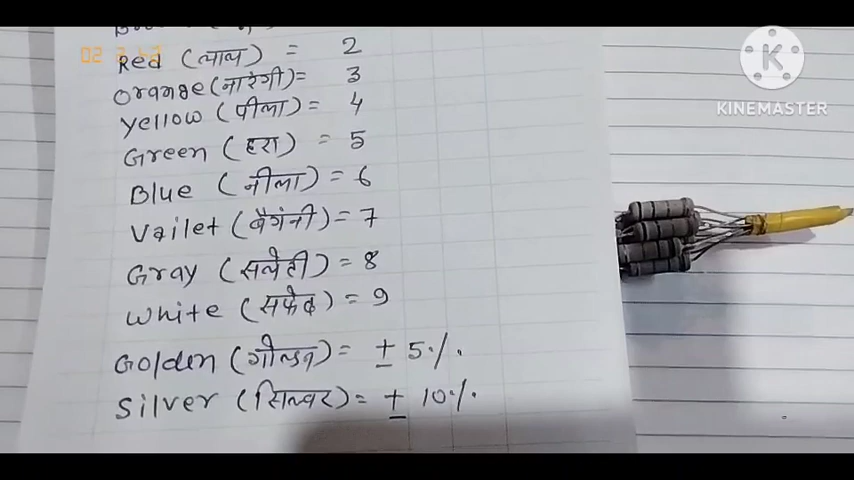 Red (लाल) = 2
Orange (नारंगी) = 3
Yellow (पीला) = 4
Green (हरा) = 5
Blue (नीला) = 6
Vailet (बैगंनी) = 7
Gray (सलेटी) = 8
White (सफेद) = 9
Golden (गोल्डन) = ± 5%.
Silver (सिल्वर) = ± 10%.
K
KINEMASTER